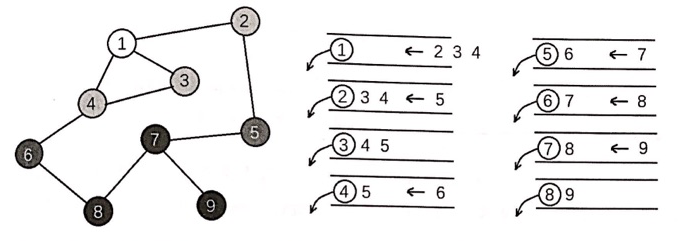 1
2
3
4
5
6
7
8
9
① ← 2 3 4
② 3 4 ← 5
③ 4 5
④ 5 ← 6
⑤ 6 ← 7
⑥ 7 ← 8
⑦ 8 ← 9
⑧ 9